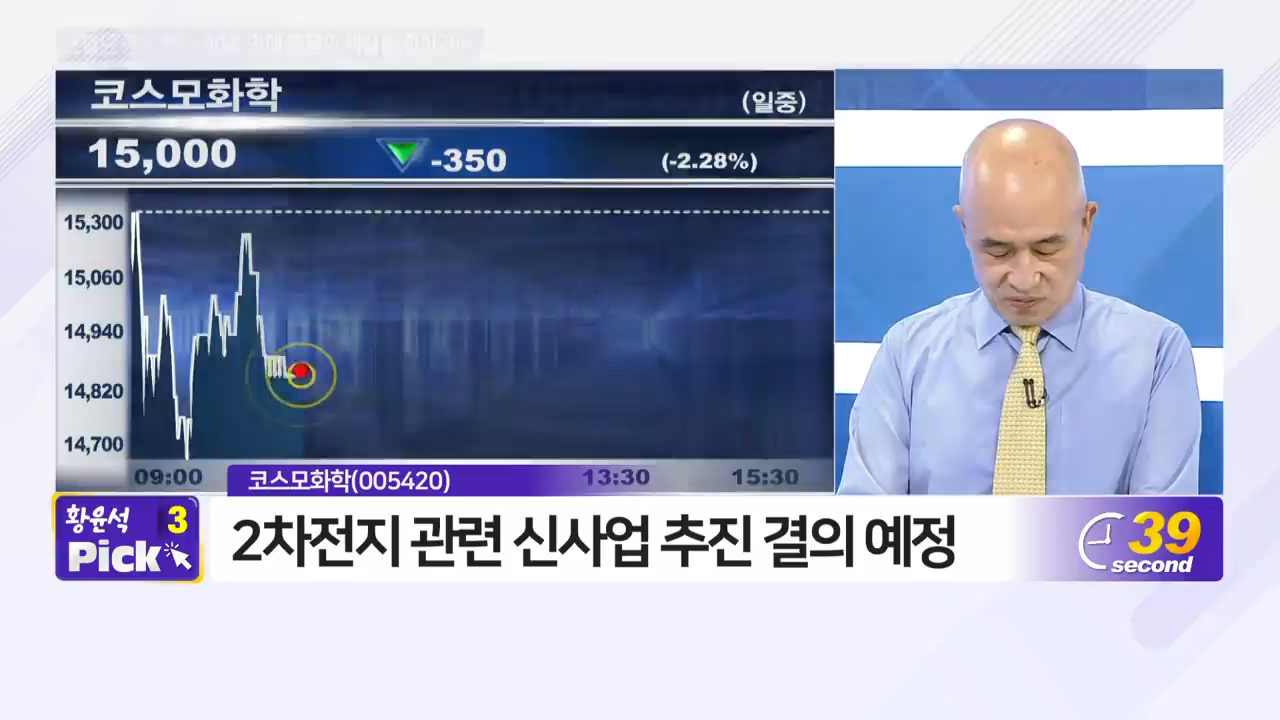 코스모화학
(일중)
15,000
-350
(-2.28%)
15,300
15,060
14,940
14,820
14,700
09:00
13:30
15:30
코스모화학(005420)
황윤석
3
Pick
2차전지 관련 신사업 추진 결의 예정
39
second